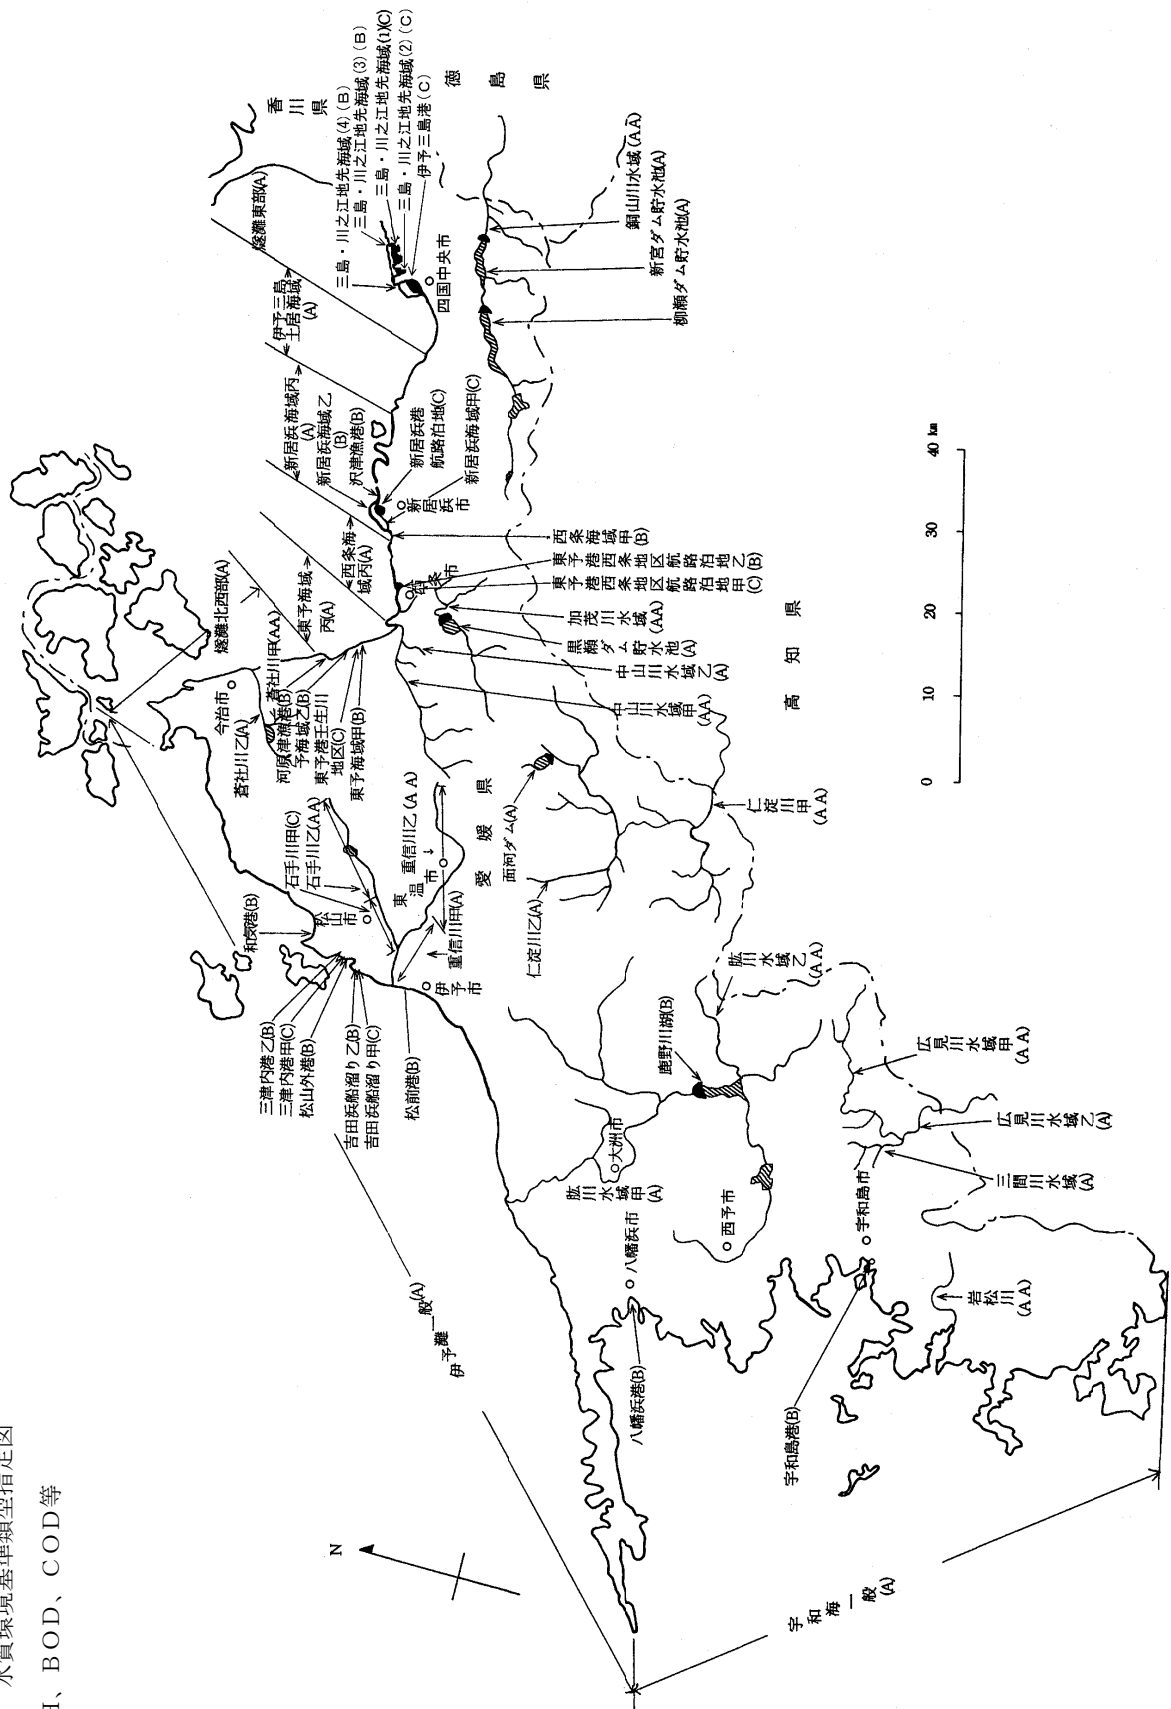 水質環境基準類型指定図
H、BOD、COD等
N
香川県
徳島県
高知県
愛媛県
三島・川之江地先海域(4)(B)
三島・川之江地先海域(3)(B)
三島・川之江地先海域(1)(C)
三島・川之江地先海域(2)(C)
伊予三島港(C)
四国中央市
燧灘東部(A)
伊予三島
土居海域
(A)
新居浜海域丙
(A)
新居浜海域乙
(B)
沢津漁港(B)
新居浜港
航路泊地(C)
新居浜海域甲(C)
新居浜市
銅山川水域(AA)
新宮ダム貯水池(A)
柳瀬ダム貯水池(A)
西条海
域丙(A)
西条市
西条海域甲(B)
東予港西条地区航路泊地乙(B)
東予港西条地区航路泊地甲(C)
加茂川水域(AA)
黒瀬ダム貯水池(A)
中山川水域乙(A)
中山川水域甲(AA)
東予海域
丙(A)
燧灘北西部(A)
今治市
蒼社川甲(AA)
蒼社川乙(A)
河原津漁港(B)
予海域乙(B)
東予港壬生川
地区(C)
東予海域甲(B)
石手川甲(C)
石手川乙(AA)
重信川乙(AA)
東温市
松山市
重信川甲(A)
伊予市
和気港(B)
三津内港乙(B)
三津内港甲(C)
松山外港(B)
吉田浜船溜り乙(B)
吉田浜船溜り甲(C)
松前港(B)
面河ダム(A)
仁淀川乙(A)
仁淀川甲(AA)
肱川水域乙(AA)
鹿野川湖(B)
大洲市
肱川水域甲(A)
西予市
八幡浜市
八幡浜港(B)
広見川水域甲(AA)
広見川水域乙(A)
三間川水域(A)
宇和島市
宇和島港(B)
岩松川(AA)
伊予灘一般(A)
宇和海一般(A)
0
10
20
30
40 km